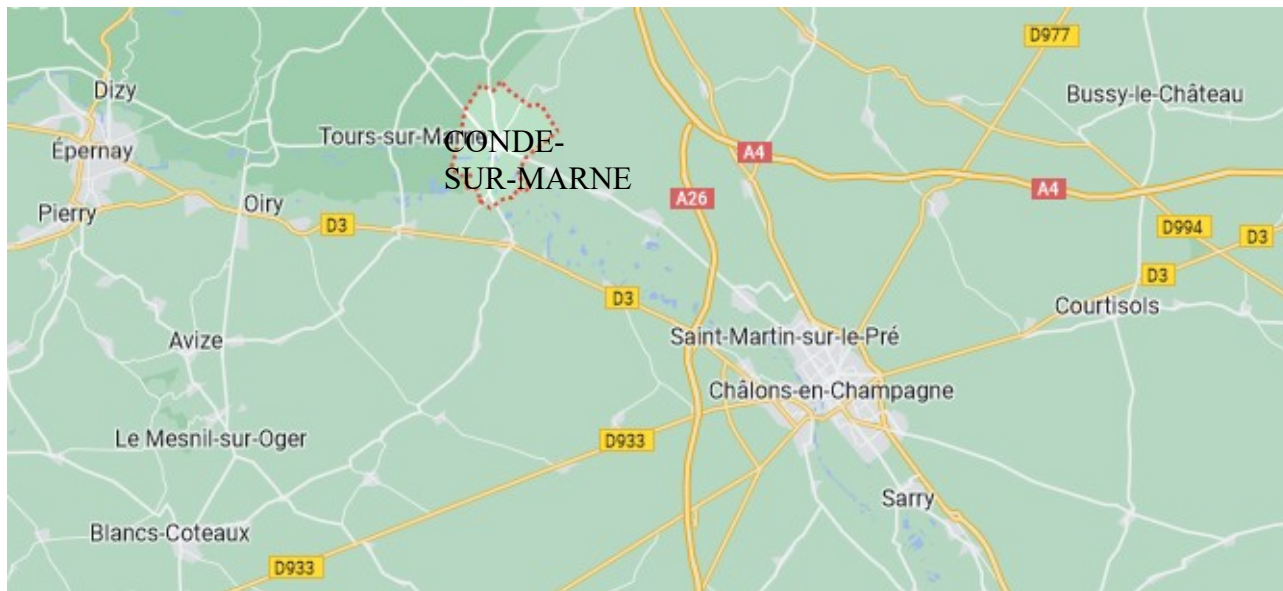 D977
Dizy
Bussy-le-Château
Tours-sur-Marne
CONDE-
SUR-MARNE
Épernay
A4
A4
A26
Pierry
Oiry
D3
D994
D3
D3
D3
Courtisols
Avize
Saint-Martin-sur-le-Pré
Châlons-en-Champagne
Le Mesnil-sur-Oger
D933
Sarry
Blancs-Coteaux
D933